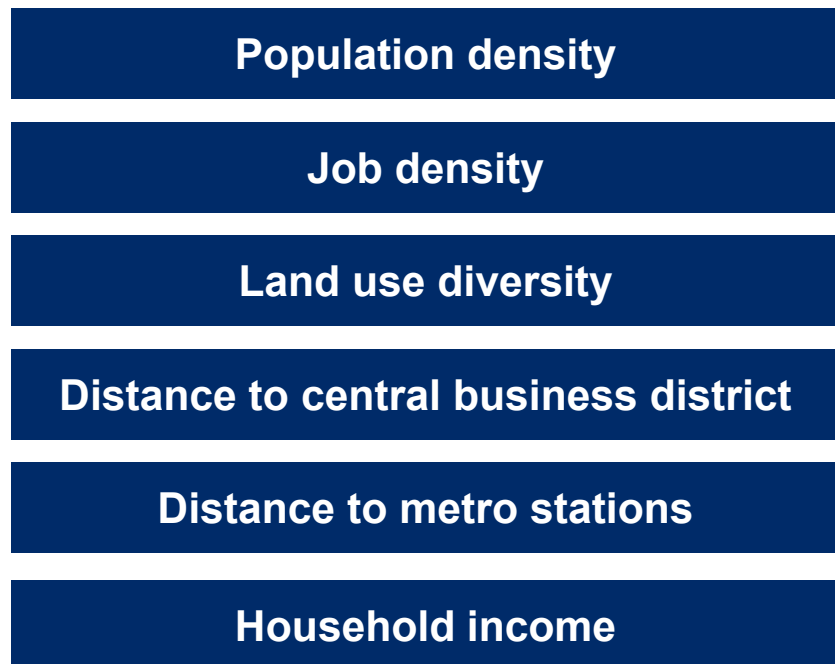 Population density
Job density
Land use diversity
Distance to central business district
Distance to metro stations
Household income